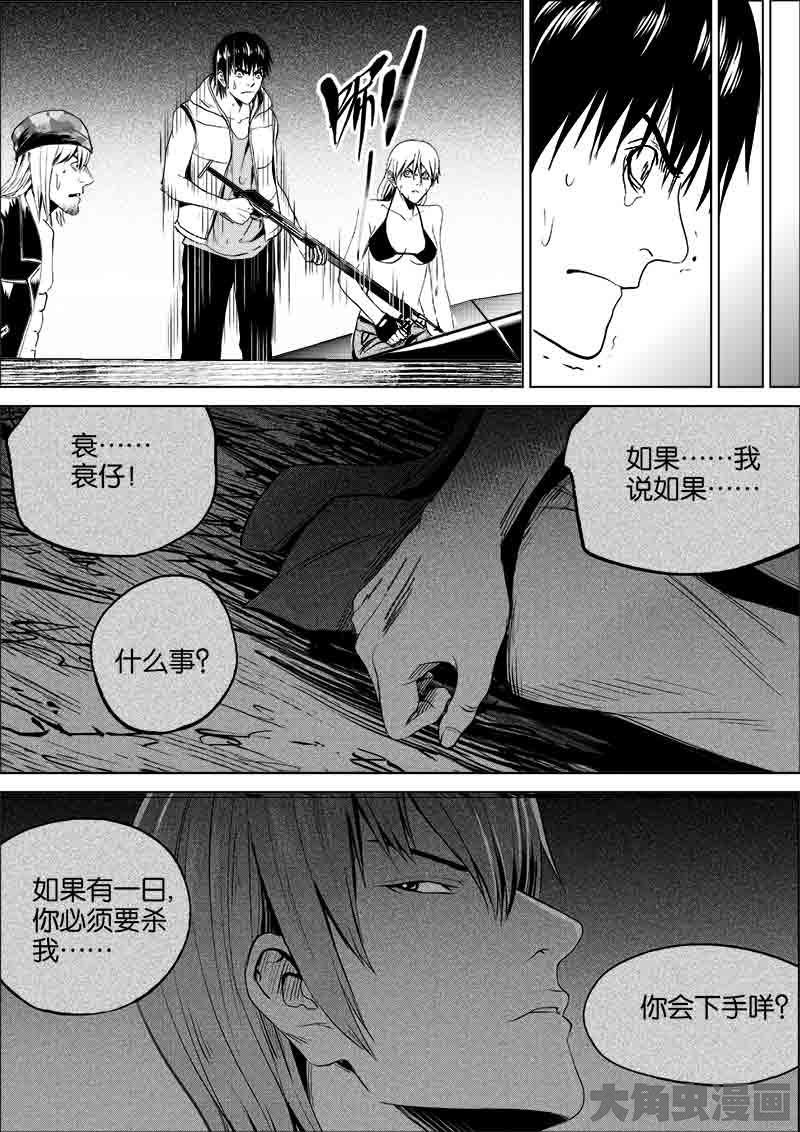 衰……
衰仔!
如果……我
说如果……
什么事?
如果有一日,
你必须要杀
我……
你会下手咩?
大角虫漫画